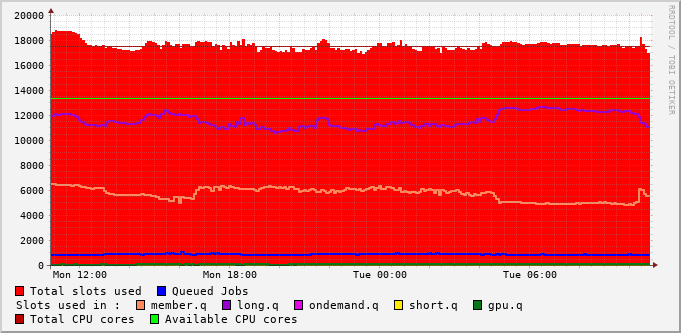 20000
18000
16000
14000
12000
10000
8000
6000
4000
2000
0
Mon 12:00 Mon 18:00 Tue 00:00 Tue 06:00
RRDTOOL / TOBI OETIKER
Total slots used Queued Jobs
Slots used in : member.q long.q ondemand.q short.q gpu.q
Total CPU cores Available CPU cores